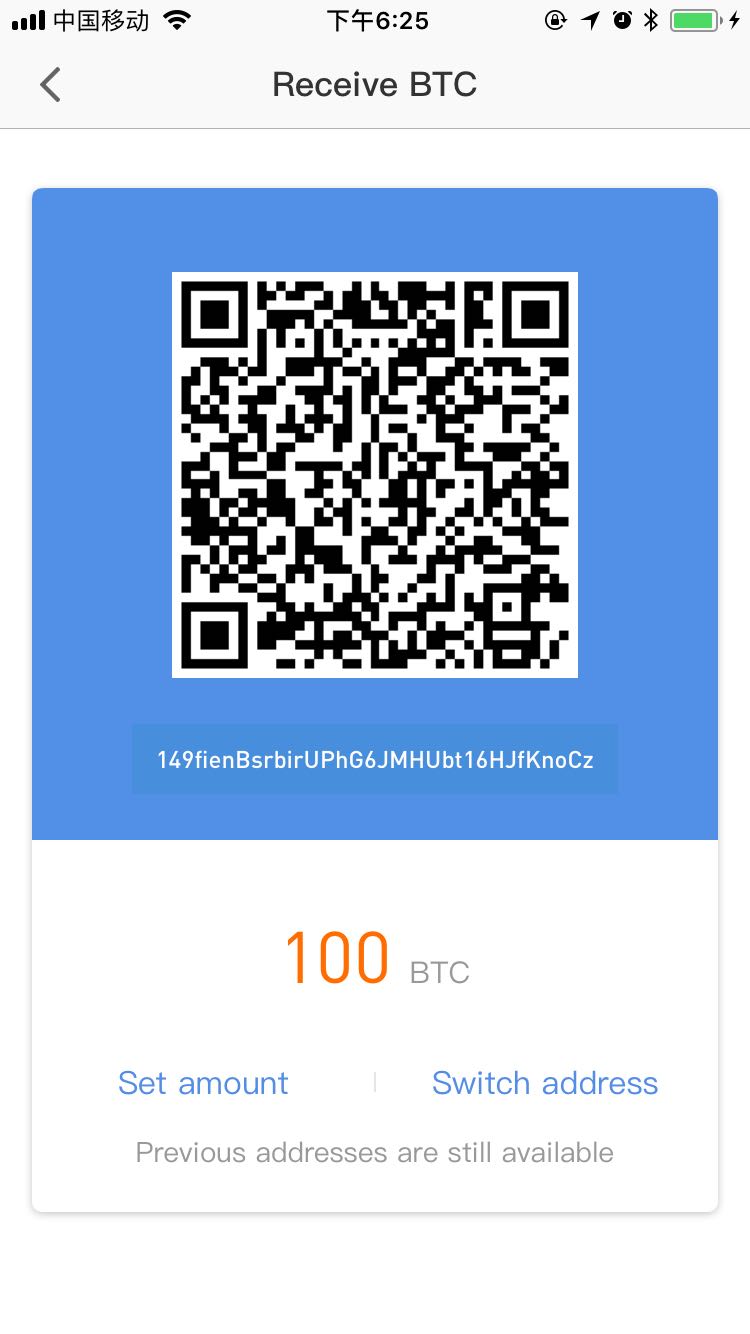 中国移动 下午6:25
Receive BTC
149fienBsrbirUPhG6JMHUbt16HJfKnoCz
100 BTC
Set amount Switch address
Previous addresses are still available